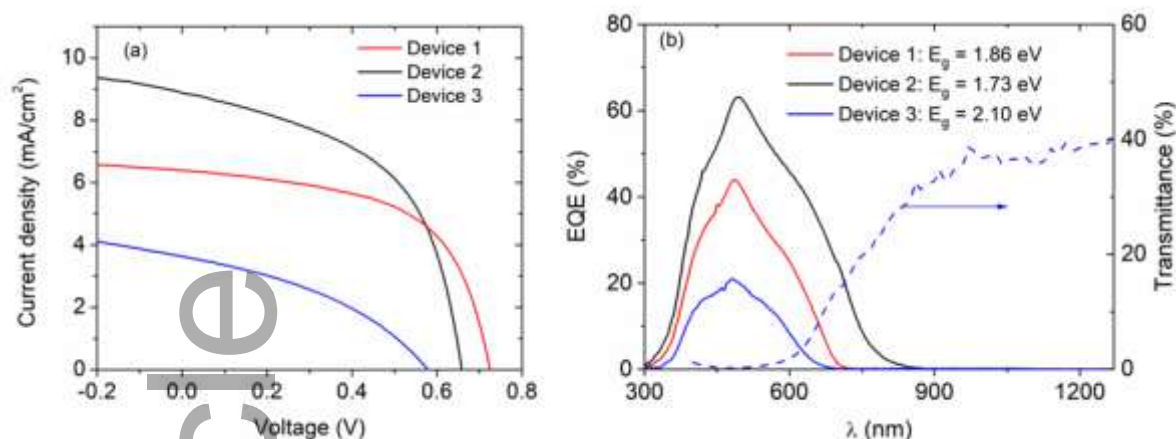 (a)
Device 1
Device 2
Device 3
Current density (mA/cm²)
10
8
6
4
2
0
-0.2 0.0 0.2 0.4 0.6 0.8
Voltage (V)
(b)
Device 1: E_g = 1.86 eV
Device 2: E_g = 1.73 eV
Device 3: E_g = 2.10 eV
EQE (%)
80
60
40
20
0
300 600 900 1200
λ (nm)
Transmittance (%)
60
40
20
0